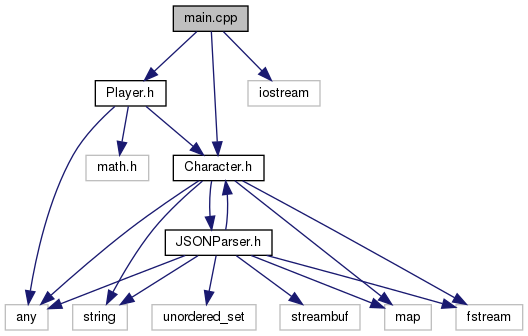 main.cpp
Player.h
iostream
math.h
Character.h
JSONParser.h
any
string
unordered_set
streambuf
map
fstream